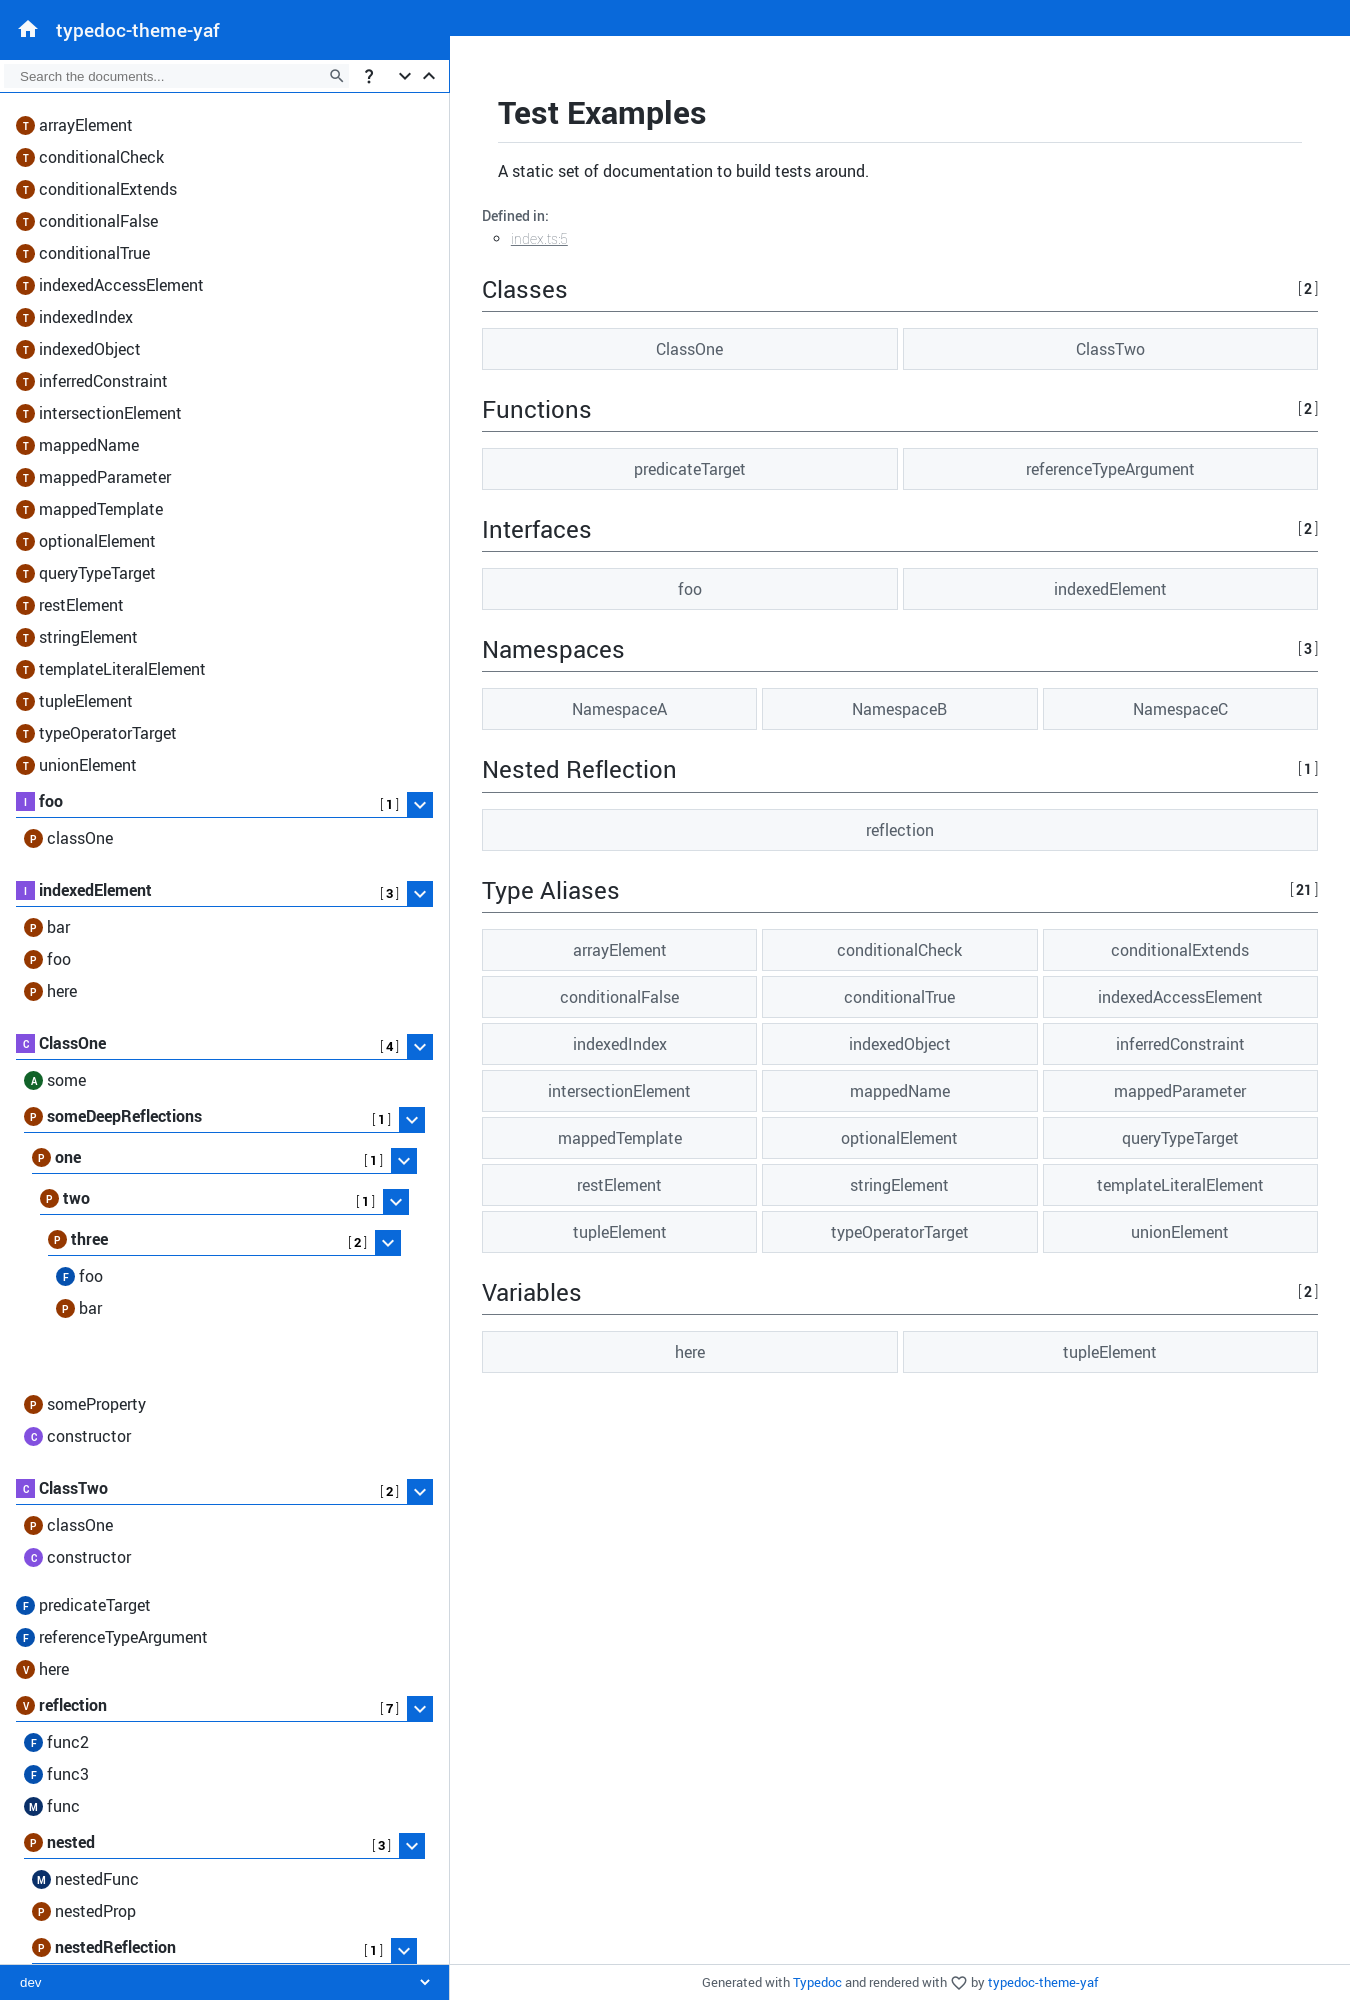 typedoc-theme-yaf
Search the documents...
?
T arrayElement
T conditionalCheck
T conditionalExtends
T conditionalFalse
T conditionalTrue
T indexedAccessElement
T indexedIndex
T indexedObject
T inferredConstraint
T intersectionElement
T mappedName
T mappedParameter
T mappedTemplate
T optionalElement
T queryTypeTarget
T restElement
T stringElement
T templateLiteralElement
T tupleElement
T typeOperatorTarget
T unionElement
I foo [ 1 ]
P classOne
I indexedElement [ 3 ]
P bar
P foo
P here
C ClassOne [ 4 ]
A some
P someDeepReflections [ 1 ]
P one [ 1 ]
P two [ 1 ]
P three [ 2 ]
F foo
P bar
P someProperty
C constructor
C ClassTwo [ 2 ]
P classOne
C constructor
F predicateTarget
F referenceTypeArgument
V here
V reflection [ 7 ]
F func2
F func3
M func
P nested [ 3 ]
M nestedFunc
P nestedProp
P nestedReflection [ 1 ]
dev
Test Examples
A static set of documentation to build tests around.
Defined in:
index.ts:5
Classes [ 2 ]
ClassOne ClassTwo
Functions [ 2 ]
predicateTarget referenceTypeArgument
Interfaces [ 2 ]
foo indexedElement
Namespaces [ 3 ]
NamespaceA NamespaceB NamespaceC
Nested Reflection [ 1 ]
reflection
Type Aliases [ 21 ]
arrayElement conditionalCheck conditionalExtends
conditionalFalse conditionalTrue indexedAccessElement
indexedIndex indexedObject inferredConstraint
intersectionElement mappedName mappedParameter
mappedTemplate optionalElement queryTypeTarget
restElement stringElement templateLiteralElement
tupleElement typeOperatorTarget unionElement
Variables [ 2 ]
here tupleElement
Generated with Typedoc and rendered with by typedoc-theme-yaf